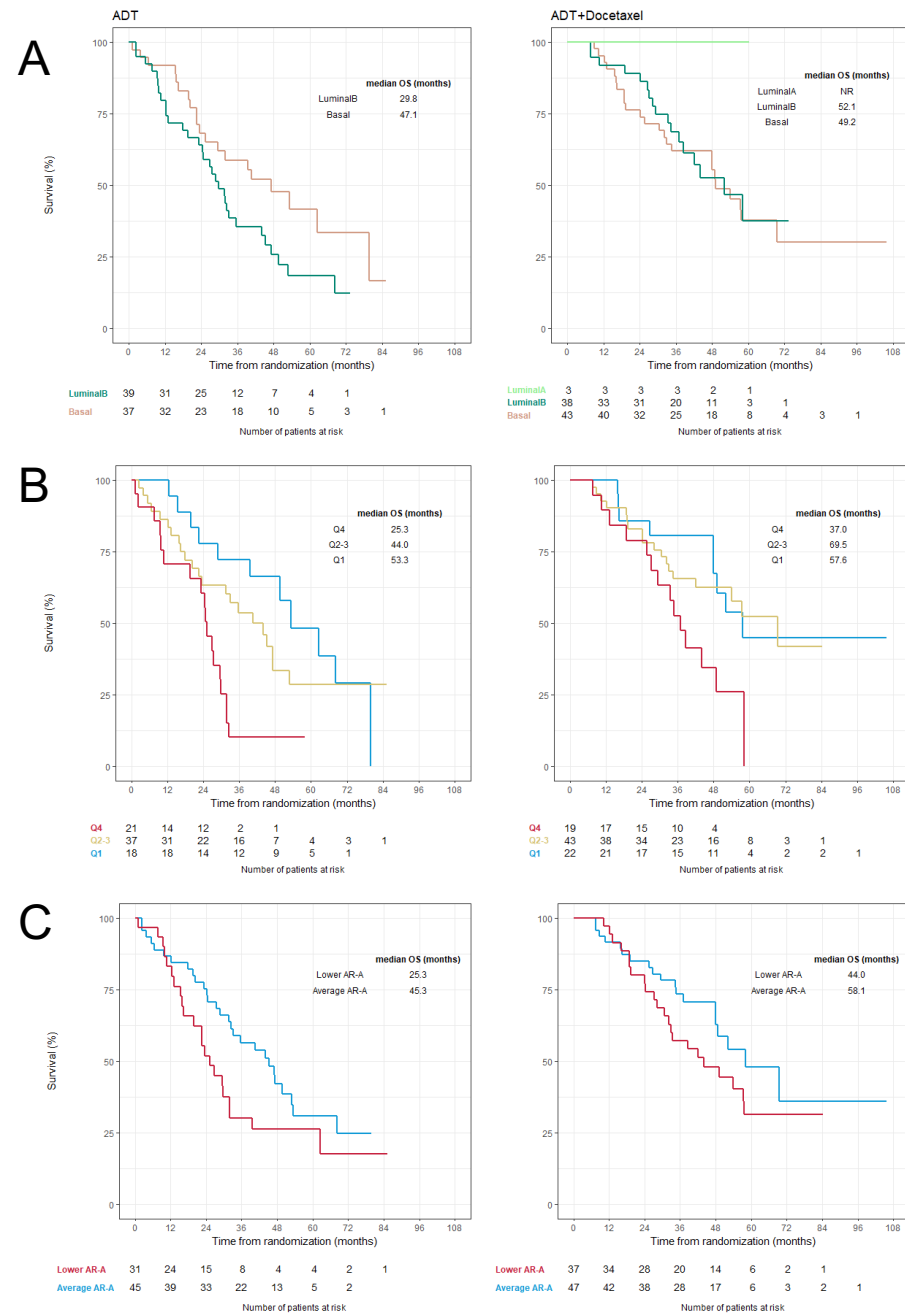 ADT
ADT+Docetaxel
A
Survival (%)
100
75
50
25
0
median OS (months)
LuminalB 29.8
Basal 47.1
0 12 24 36 48 60 72 84 96 108
Time from randomization (months)
LuminalB 39 31 25 12 7 4 1
Basal 37 32 23 18 10 5 3 1
Number of patients at risk
100
75
50
25
0
median OS (months)
LuminalA NR
LuminalB 52.1
Basal 49.2
0 12 24 36 48 60 72 84 96 108
Time from randomization (months)
LuminalA 3 3 3 3 2 1
LuminalB 38 33 31 20 11 3 1
Basal 43 40 32 25 18 8 4 3 1
Number of patients at risk
B
Survival (%)
100
75
50
25
0
median OS (months)
Q4 25.3
Q2-3 44.0
Q1 53.3
0 12 24 36 48 60 72 84 96 108
Time from randomization (months)
Q4 21 14 12 2 1
Q2-3 37 31 22 16 7 4 3 1
Q1 18 18 14 12 9 5 1
Number of patients at risk
100
75
50
25
0
median OS (months)
Q4 37.0
Q2-3 69.5
Q1 57.6
0 12 24 36 48 60 72 84 96 108
Time from randomization (months)
Q4 19 17 15 10 4
Q2-3 43 38 34 23 16 8 3 1
Q1 22 21 17 15 11 4 2 2 1
Number of patients at risk
C
Survival (%)
100
75
50
25
0
median OS (months)
Lower AR-A 25.3
Average AR-A 45.3
0 12 24 36 48 60 72 84 96 108
Time from randomization (months)
Lower AR-A 31 24 15 8 4 4 2 1
Average AR-A 45 39 33 22 13 5 2
Number of patients at risk
100
75
50
25
0
median OS (months)
Lower AR-A 44.0
Average AR-A 58.1
0 12 24 36 48 60 72 84 96 108
Time from randomization (months)
Lower AR-A 37 34 28 20 14 6 2 1
Average AR-A 47 42 38 28 17 6 3 2 1
Number of patients at risk